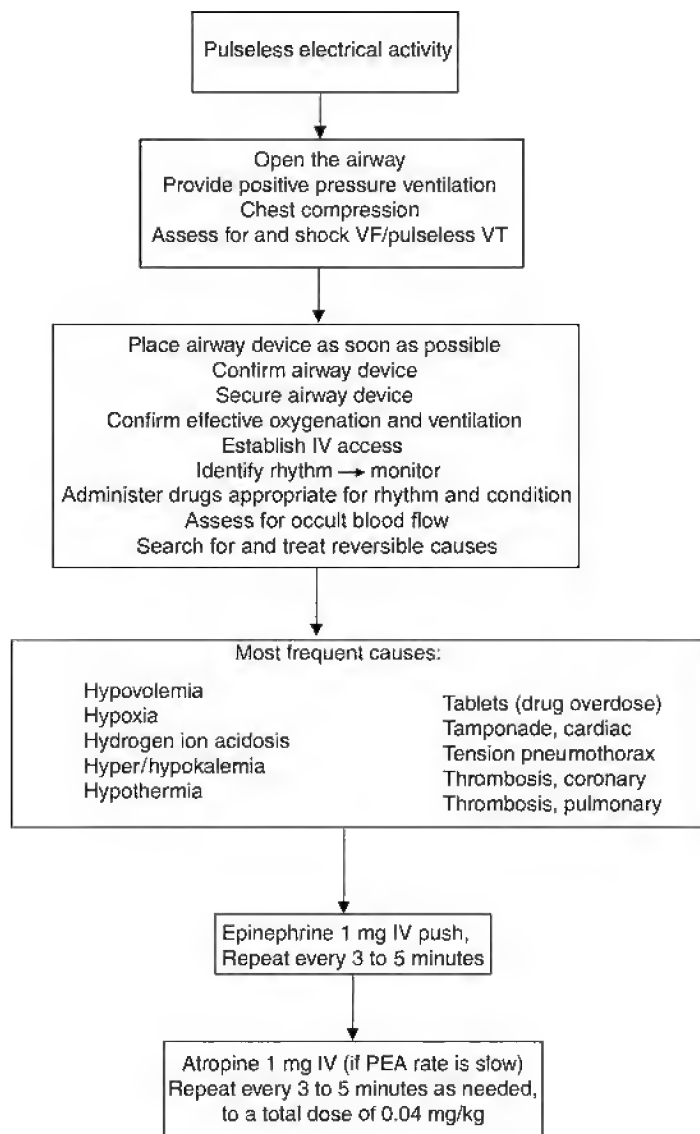 Pulseless electrical activity
Open the airway
Provide positive pressure ventilation
Chest compression
Assess for and shock VF/pulseless VT
Place airway device as soon as possible
Confirm airway device
Secure airway device
Confirm effective oxygenation and ventilation
Establish IV access
Identify rhythm → monitor
Administer drugs appropriate for rhythm and condition
Assess for occult blood flow
Search for and treat reversible causes
Most frequent causes:
Hypovolemia
Hypoxia
Hydrogen ion acidosis
Hyper/hypokalemia
Hypothermia
Tablets (drug overdose)
Tamponade, cardiac
Tension pneumothorax
Thrombosis, coronary
Thrombosis, pulmonary
Epinephrine 1 mg IV push,
Repeat every 3 to 5 minutes
Atropine 1 mg IV (if PEA rate is slow)
Repeat every 3 to 5 minutes as needed,
to a total dose of 0.04 mg/kg